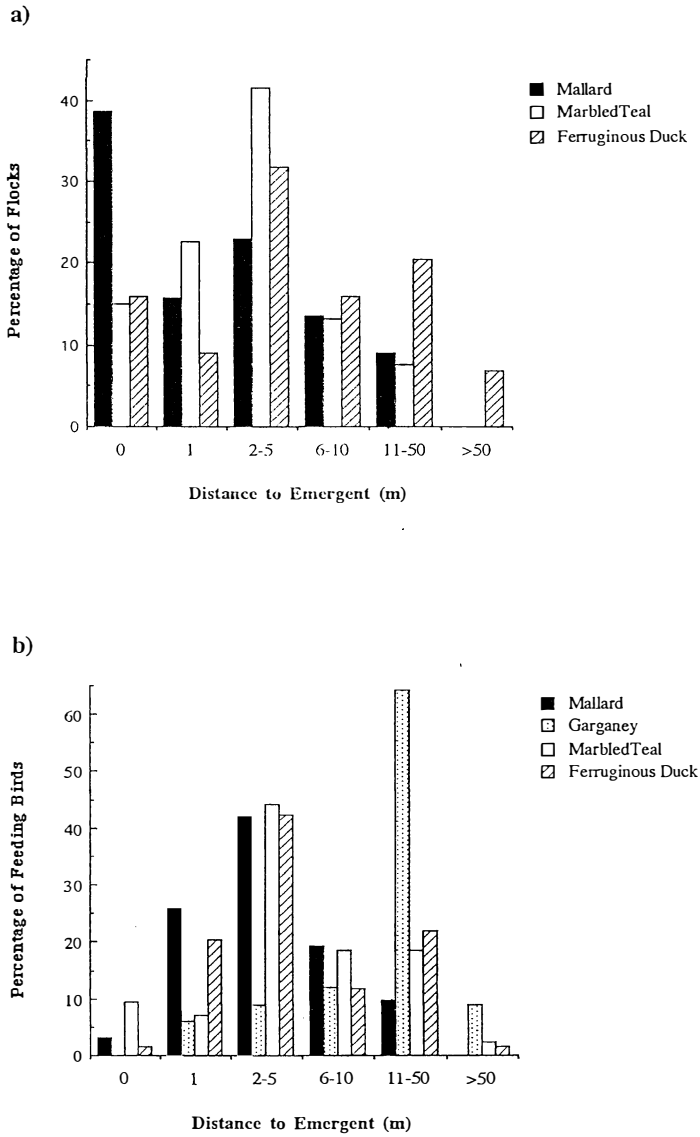 a)
Mallard
MarbledTeal
Ferruginous Duck
Percentage of Flocks
40
30
20
10
0
0 1 2-5 6-10 11-50 >50
Distance to Emergent (m)
b)
Mallard
Garganey
MarbledTeal
Ferruginous Duck
Percentage of Feeding Birds
60
50
40
30
20
10
0
0 1 2-5 6-10 11-50 >50
Distance to Emergent (m)